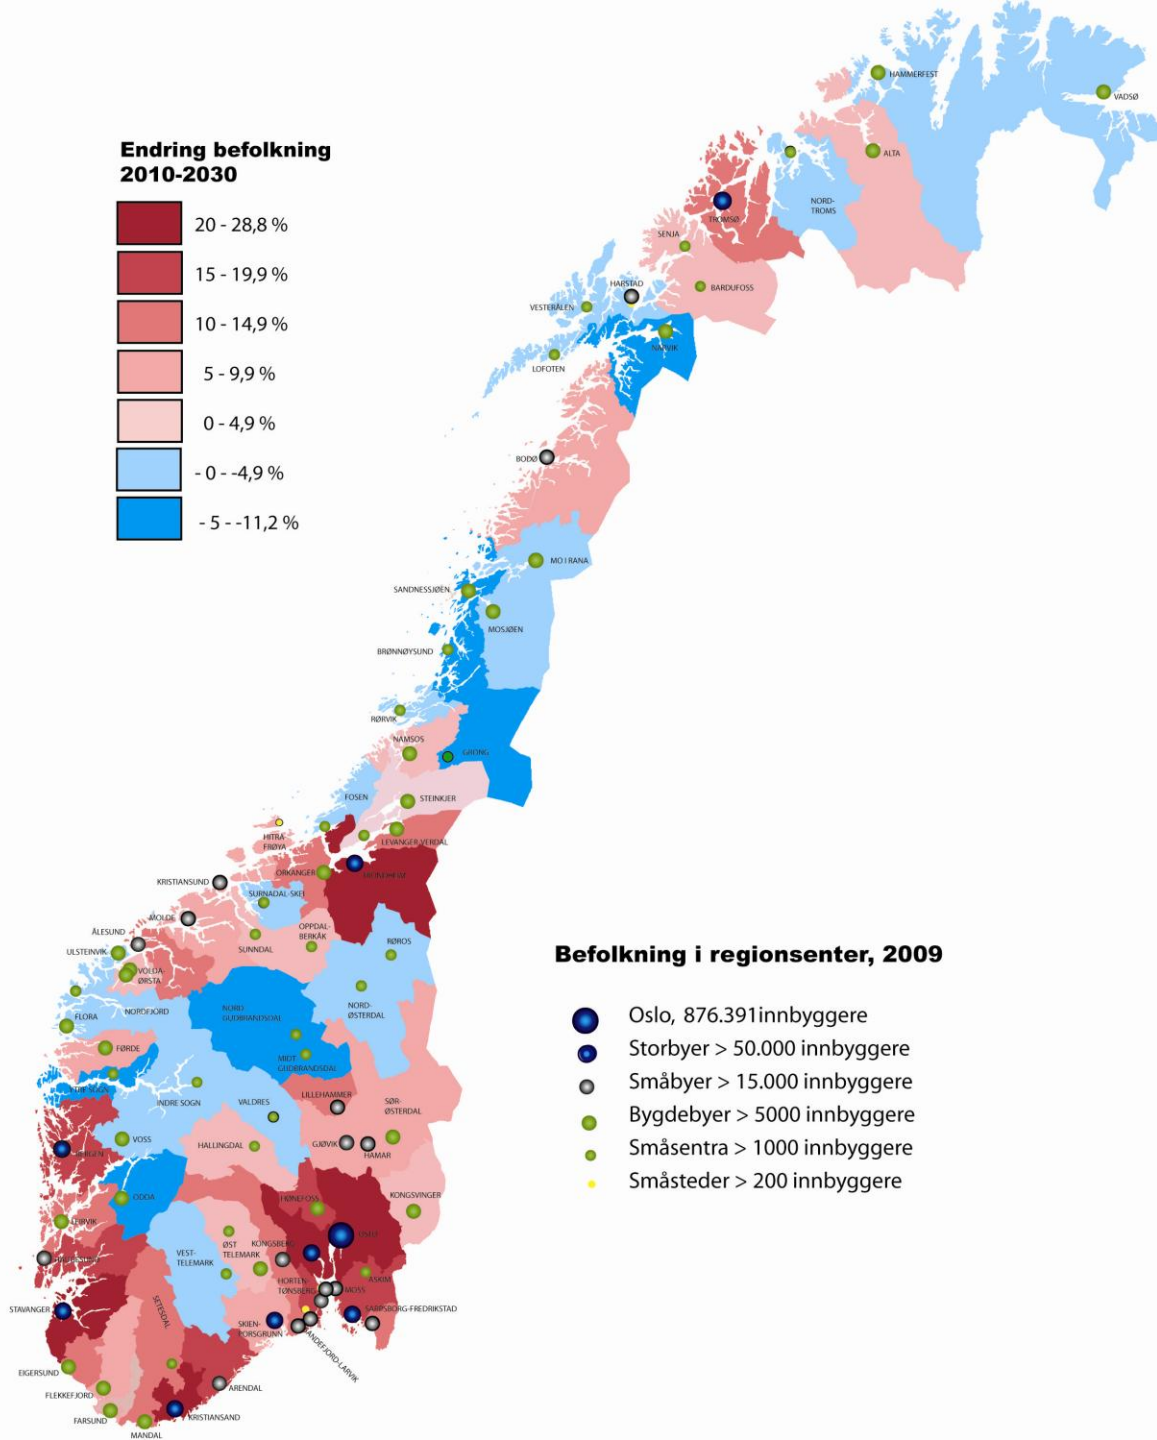 Endring befolkning
2010-2030
20 - 28,8 %
15 - 19,9 %
10 - 14,9 %
5 - 9,9 %
0 - 4,9 %
- 0 - -4,9 %
- 5 - -11,2 %
HAMMERFEST
VADSØ
ALTA
NORD-
TROMS
TROMSØ
SENJA
BARDUFOSS
HARSTAD
VESTERÅLEN
NARVIK
LOFOTEN
BODØ
MO I RANA
SANDNESSJØEN
MOSJØEN
BRØNNØYSUND
RØRVIK
NAMSOS
GRONG
FOSEN
STEINKJER
HITRA
FRØYA
LEVANGER VERDAL
TRONDHEIM
ORKANGER
KRISTIANSUND
SURNADAL-SKEI
MOLDE
OPPDAL-
BERKÅK
ÅLESUND
SUNNDAL
RØROS
ULSTEINVIK
VOLDA-
ØRSTA
NORD-
ØSTERDAL
NORDFJORD
NORD
GUDBRANDSDAL
FLORA
FØRDE
MIDT
GUDBRANDSDAL
YTRE SOGN
INDRE SOGN
VALDRES
LILLEHAMMER
SØR-
ØSTERDAL
VOSS
BERGEN
HALLINGDAL
GJØVIK
HAMAR
ODDA
HØNEFOSS
KONGSVINGER
LEIRVIK
OSLO
VEST-
TELEMARK
ØST
TELEMARK
KONGSBERG
HAUGESUND
ASKIM
HORTEN-
TØNSBERG
MOSS
STAVANGER
SETESDAL
SKIEN-
PORSGRUNN
SARPSBORG-FREDRIKSTAD
SANDEFJORD-LARVIK
EIGERSUND
FLEKKEFJORD
ARENDAL
FARSUND
KRISTIANSAND
MANDAL
Befolkning i regionsenter, 2009
Oslo, 876.391innbyggere
Storbyer > 50.000 innbyggere
Småbyer > 15.000 innbyggere
Bygdebyer > 5000 innbyggere
Småsentra > 1000 innbyggere
Småsteder > 200 innbyggere